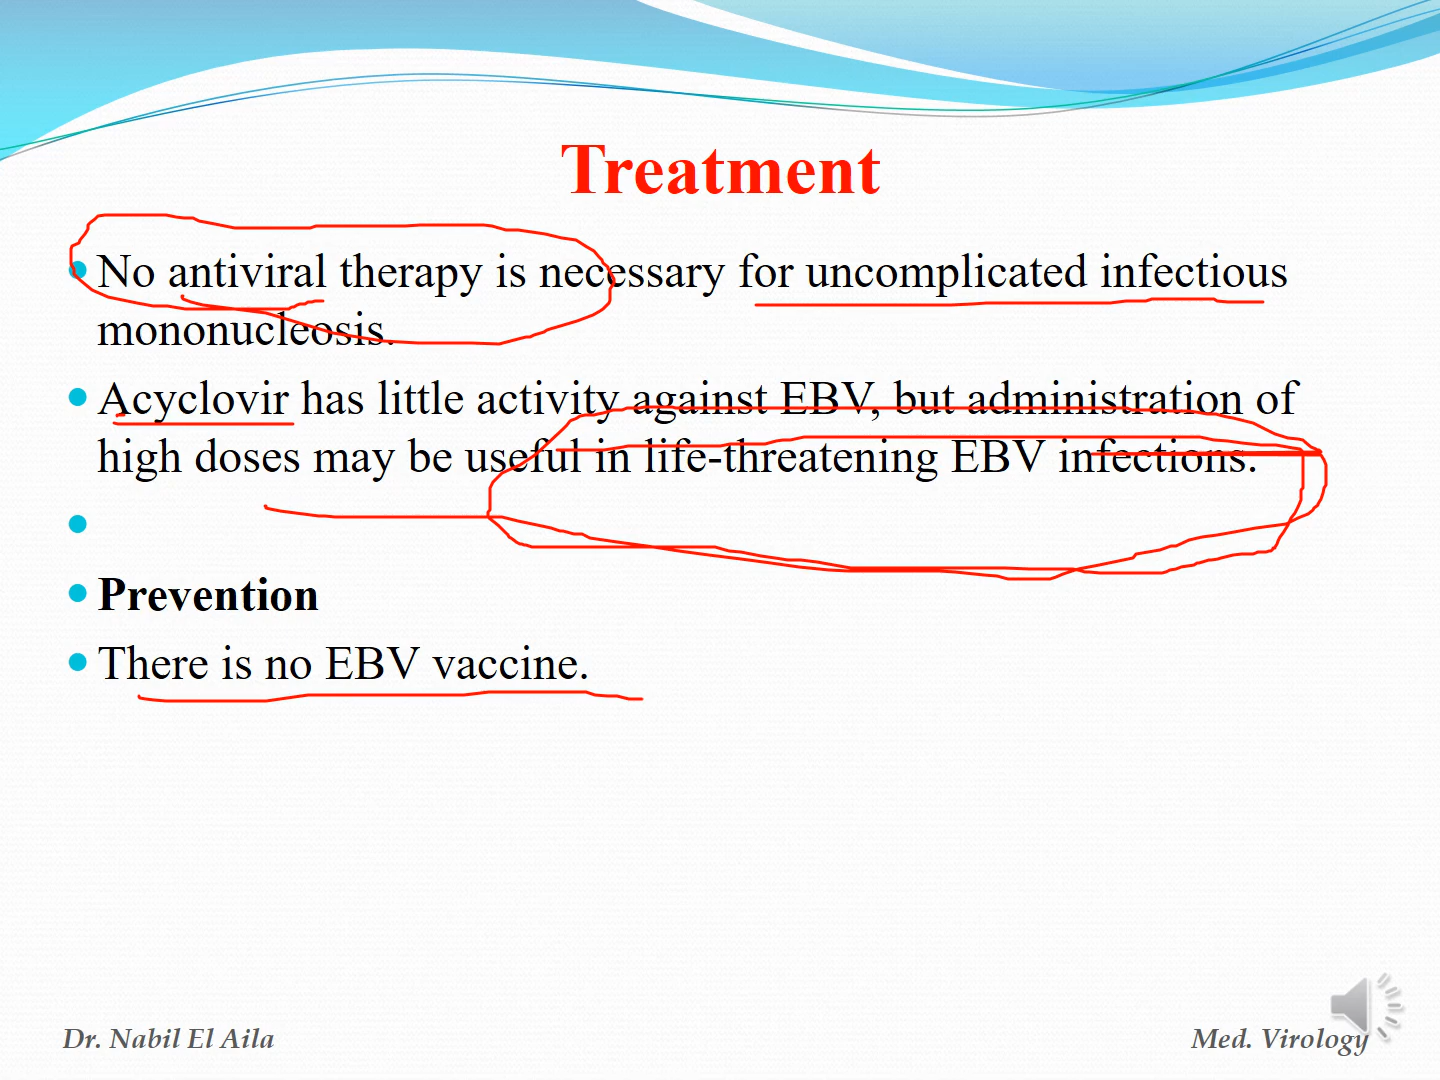 Treatment
No antiviral therapy is necessary for uncomplicated infectious
mononucleosis.
Acyclovir has little activity against EBV, but administration of
high doses may be useful in life-threatening EBV infections.
Prevention
There is no EBV vaccine.
Dr. Nabil El Aila
Med. Virology